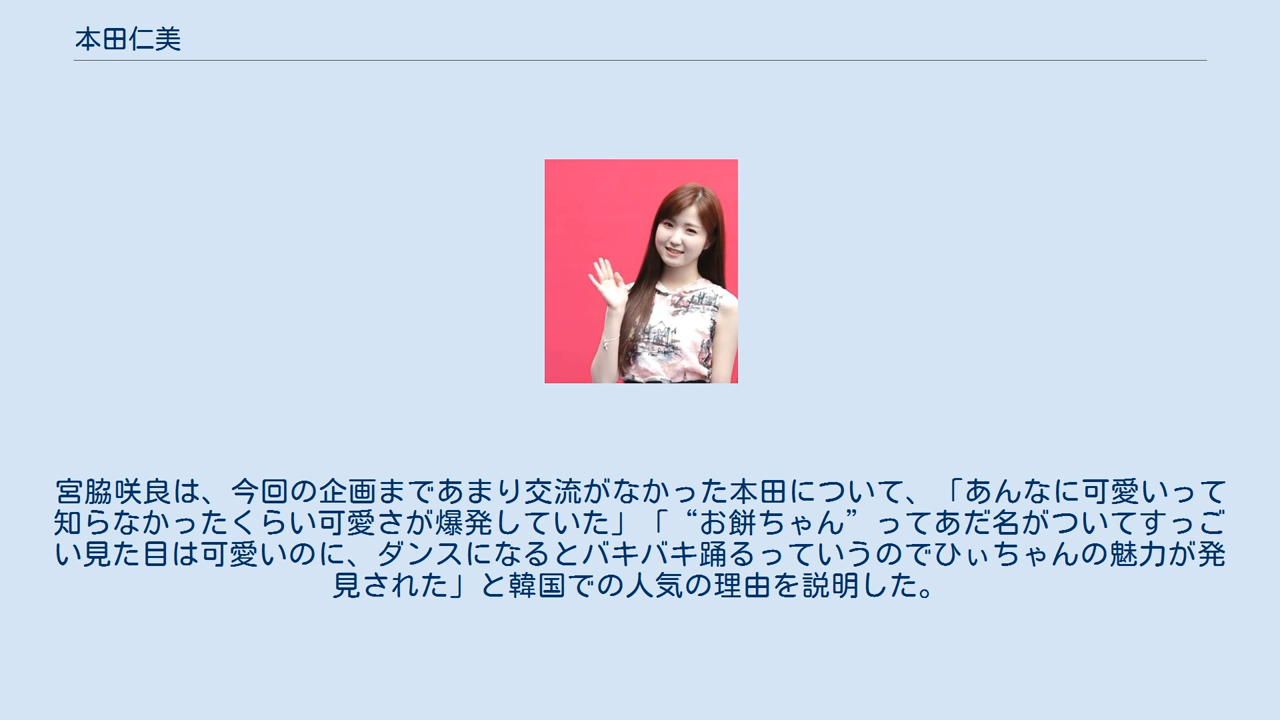 本田仁美
宮脇咲良は、今回の企画まであまり交流がなかった本田について、「あんなに可愛いって
知らなかったくらい可愛さが爆発していた」「“お餅ちゃん”ってあだ名がついてすっご
い見た目は可愛いのに、ダンスになるとバキバキ踊るっていうのでひぃちゃんの魅力が発
見された」と韓国での人気の理由を説明した。